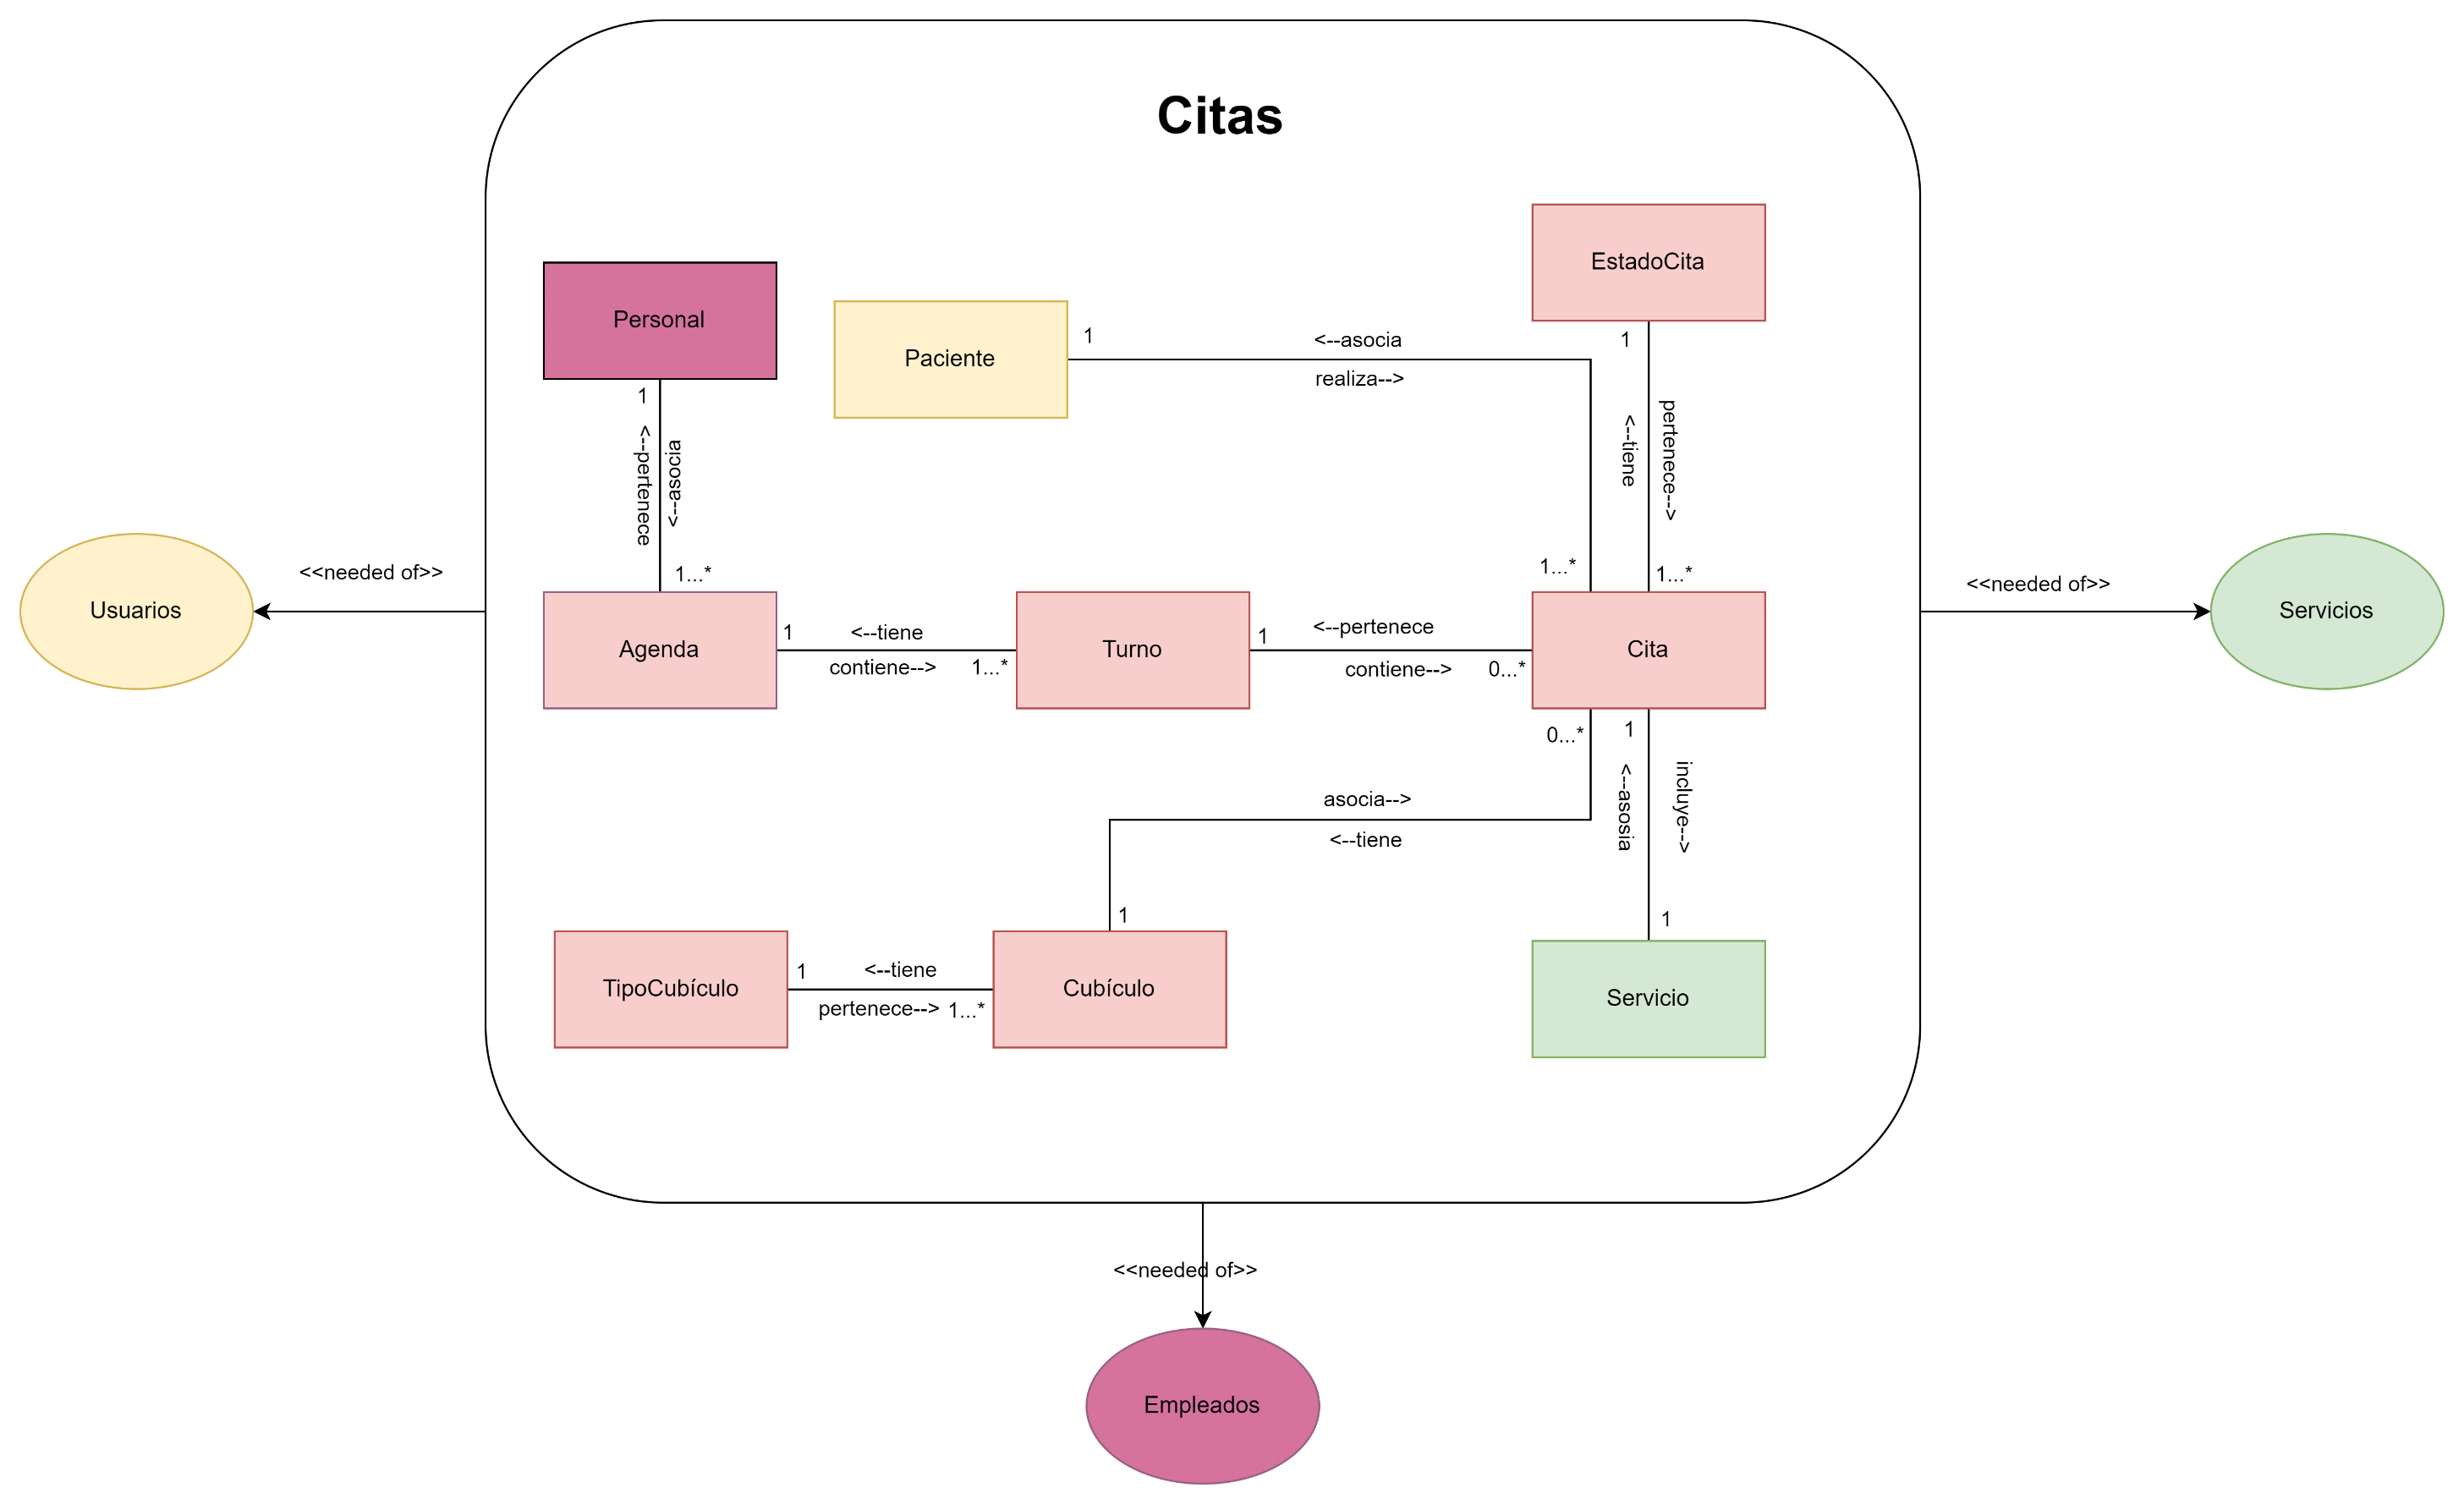 Citas
EstadoCita
Personal
Paciente
1
<--asocia
realiza-->
1
1
<--pertenece
<--asocia
<--tiene
pertenece-->
1...*
1...*
1...*
Usuarios
<<needed of>>
Agenda
1
<--tiene
contiene-->
1...*
Turno
1
<--pertenece
contiene-->
0...*
Cita
<<needed of>>
Servicios
0...*
1
<--asosia
incluye-->
asocia-->
<--tiene
1
1
TipoCubículo
1
<--tiene
pertenece-->
1...*
Cubículo
Servicio
<<needed of>>
Empleados